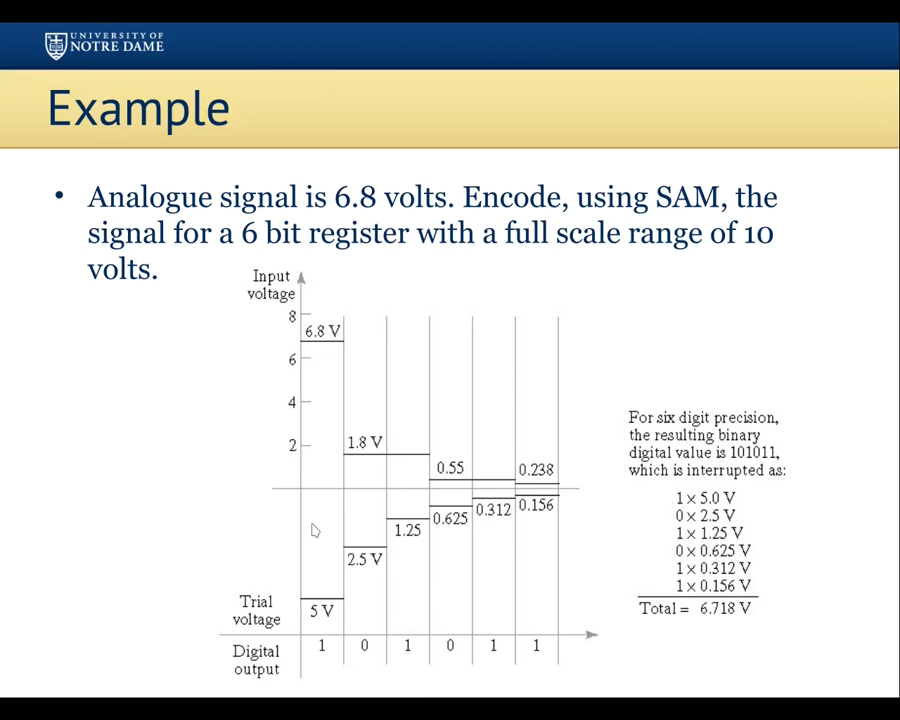 UNIVERSITY OF
NOTRE DAME
Example
• Analogue signal is 6.8 volts. Encode, using SAM, the
signal for a 6 bit register with a full scale range of 10
volts.
Input
voltage
8
6.8 V
6
4
2
1.8 V
0.55
0.238
1.25
0.625
0.312
0.156
2.5 V
Trial
voltage
5 V
Digital
output
1 0 1 0 1 1
For six digit precision,
the resulting binary
digital value is 101011,
which is interrupted as:
1 × 5.0 V
0 × 2.5 V
1 × 1.25 V
0 × 0.625 V
1 × 0.312 V
1 × 0.156 V
Total = 6.718 V